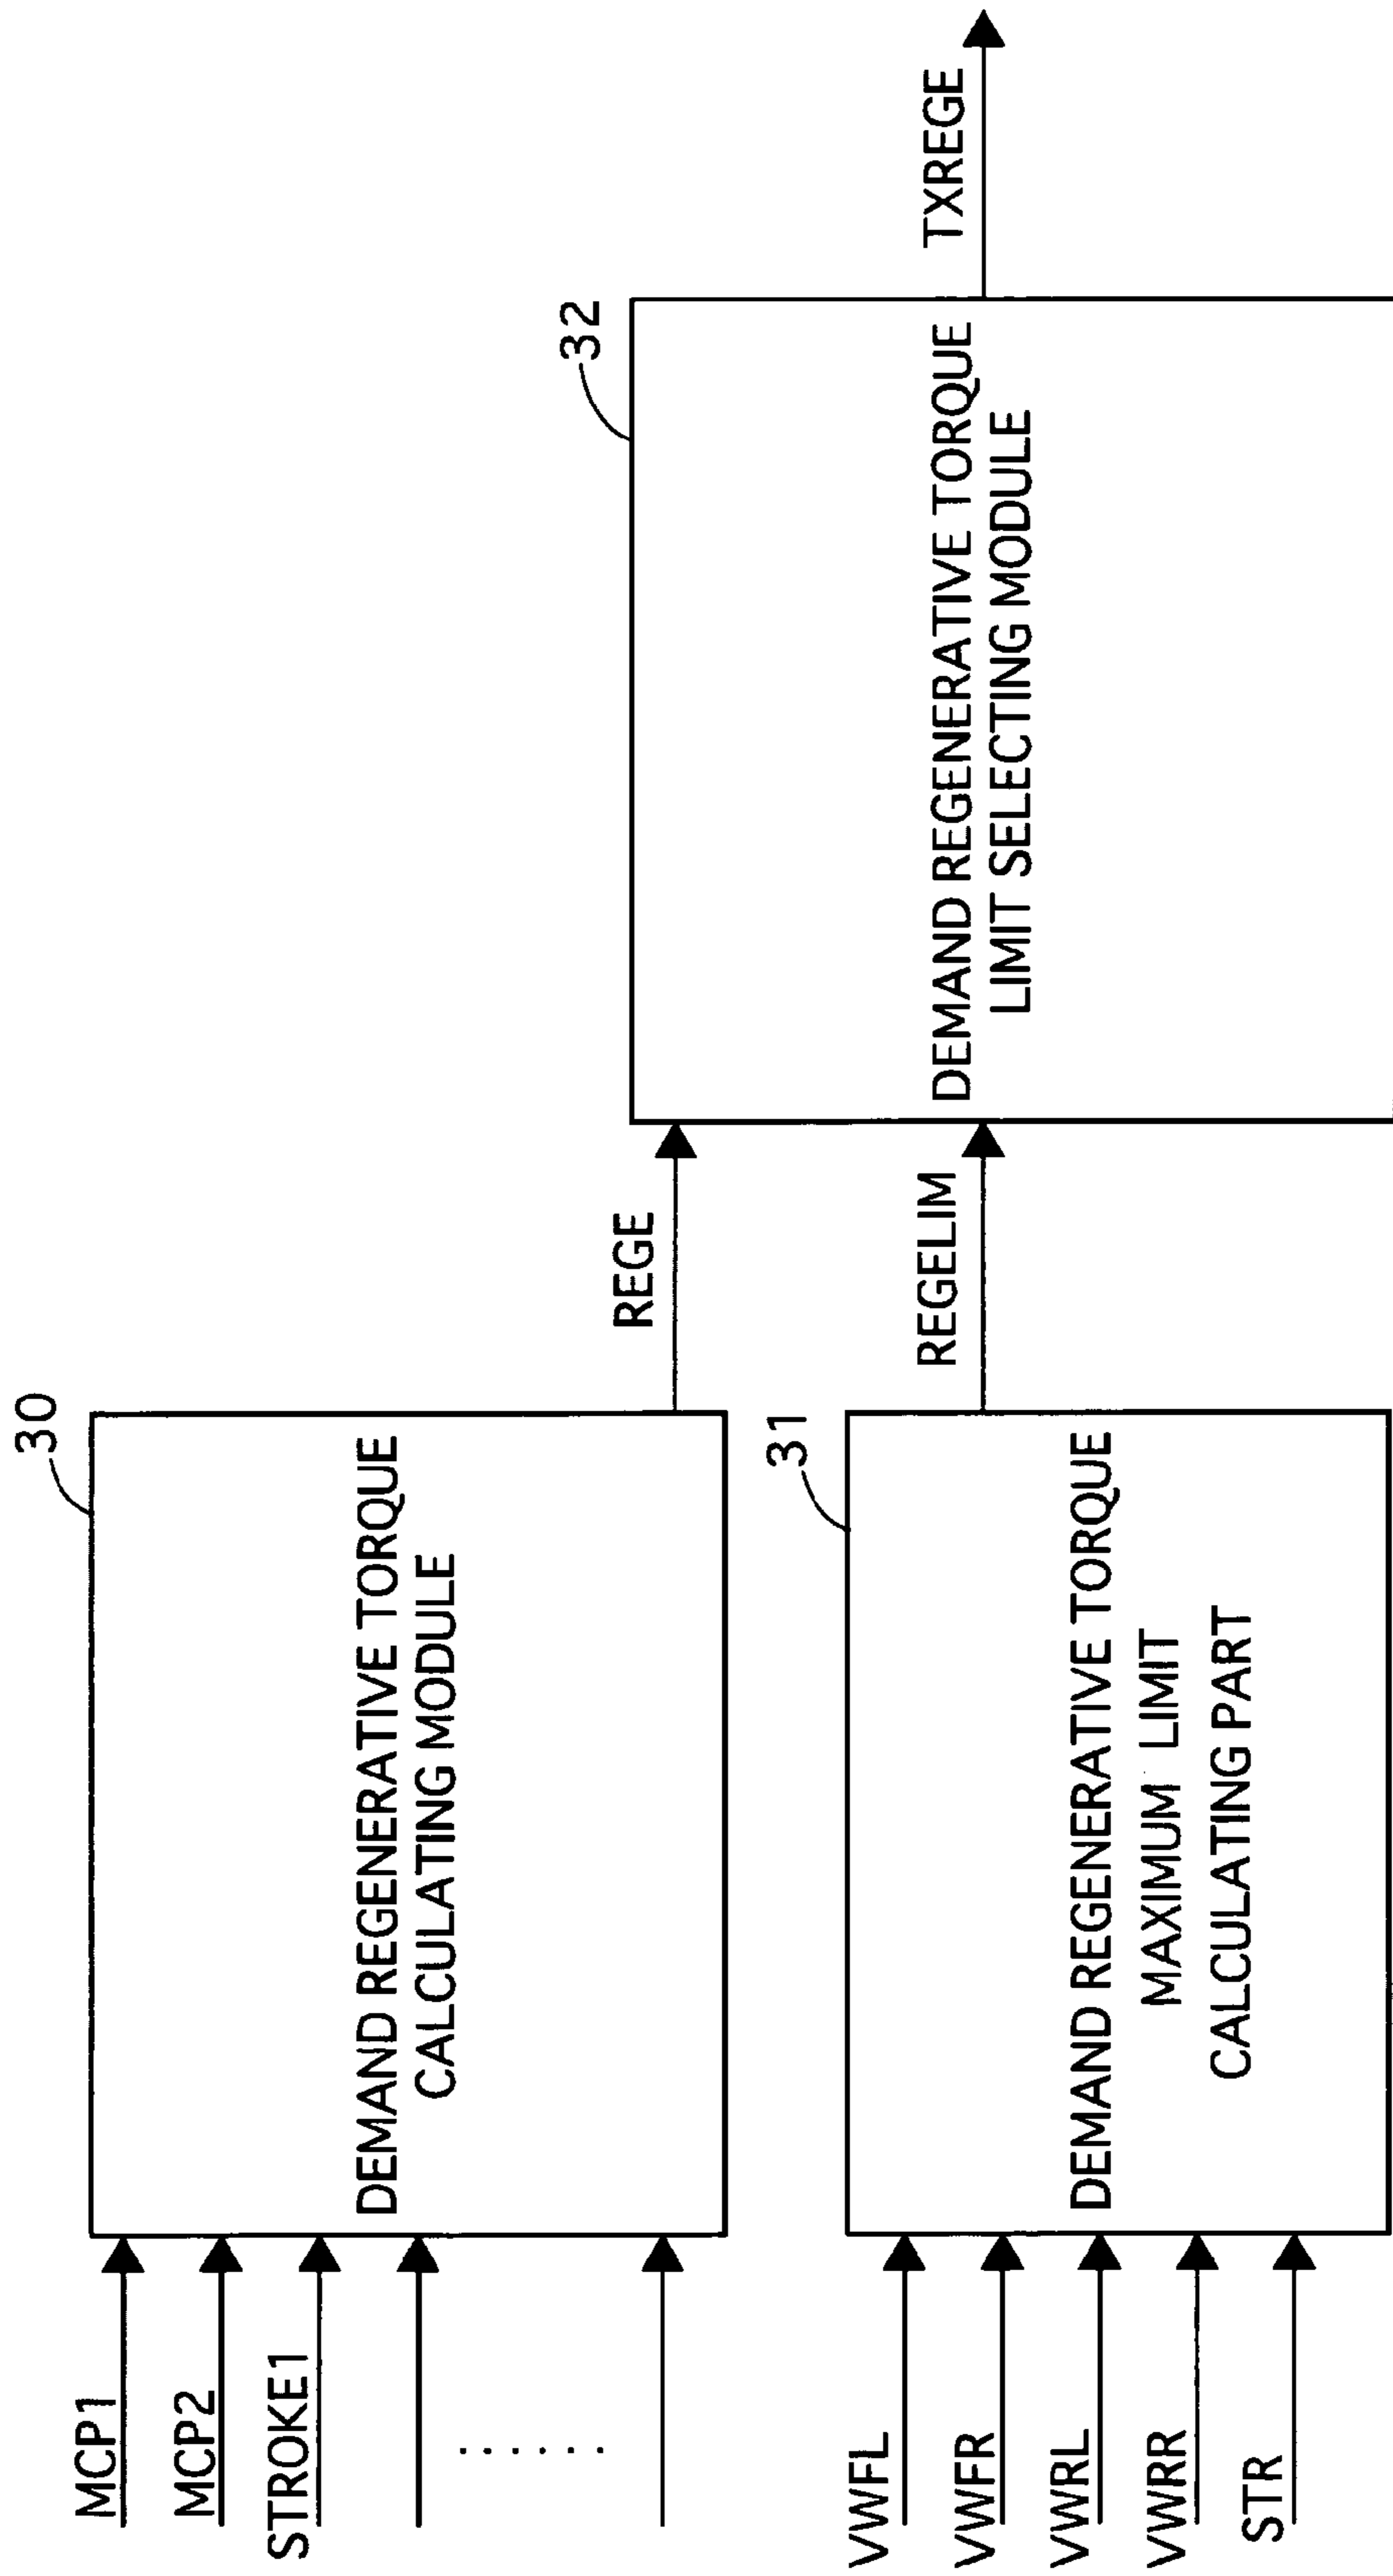 30
MCP1
MCP2
STROKE1
DEMAND REGENERATIVE TORQUE
CALCULATING MODULE
REGE
31
VWFL
VWFR
VWRL
VWRR
STR
DEMAND REGENERATIVE TORQUE
MAXIMUM LIMIT
CALCULATING PART
REGELIM
32
DEMAND REGENERATIVE TORQUE
LIMIT SELECTING MODULE
TXREGE